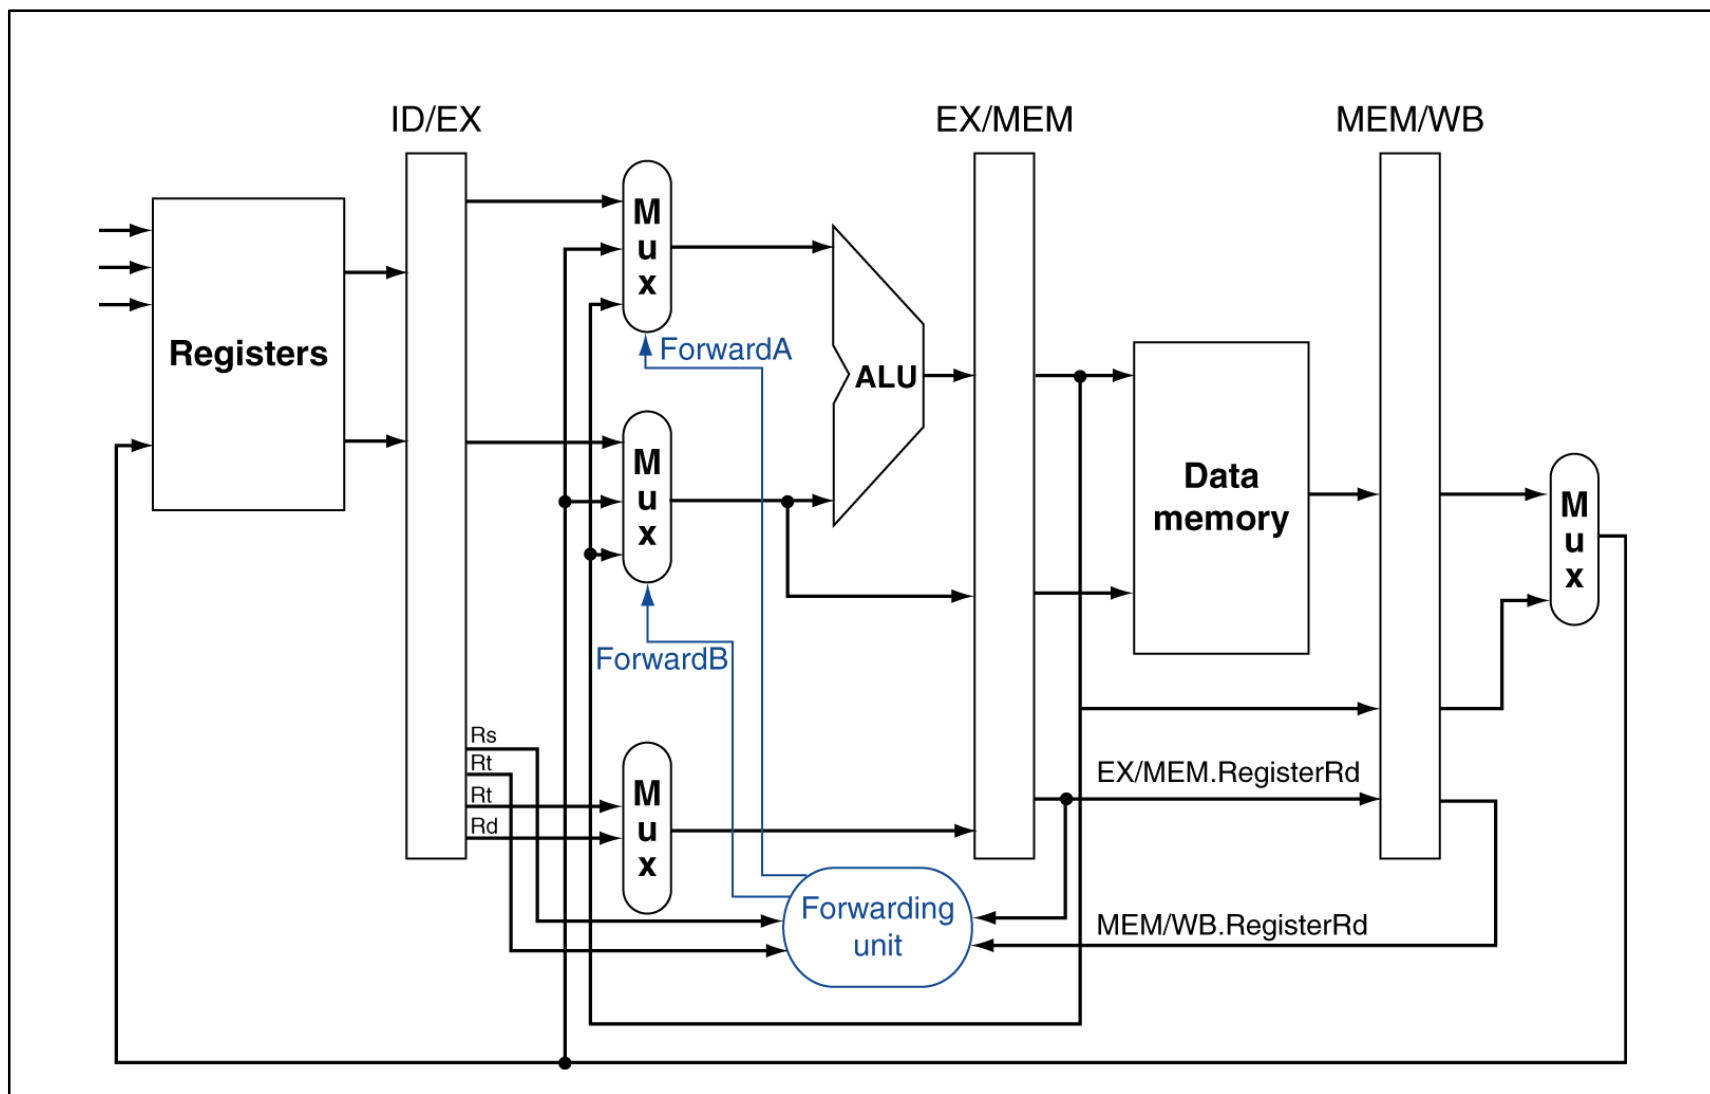 ID/EX
EX/MEM
MEM/WB
M
u
x
ForwardA
Registers
ALU
M
u
x
Data
memory
M
u
x
ForwardB
Rs
Rt
Rt
Rd
M
u
x
EX/MEM.RegisterRd
Forwarding
unit
MEM/WB.RegisterRd